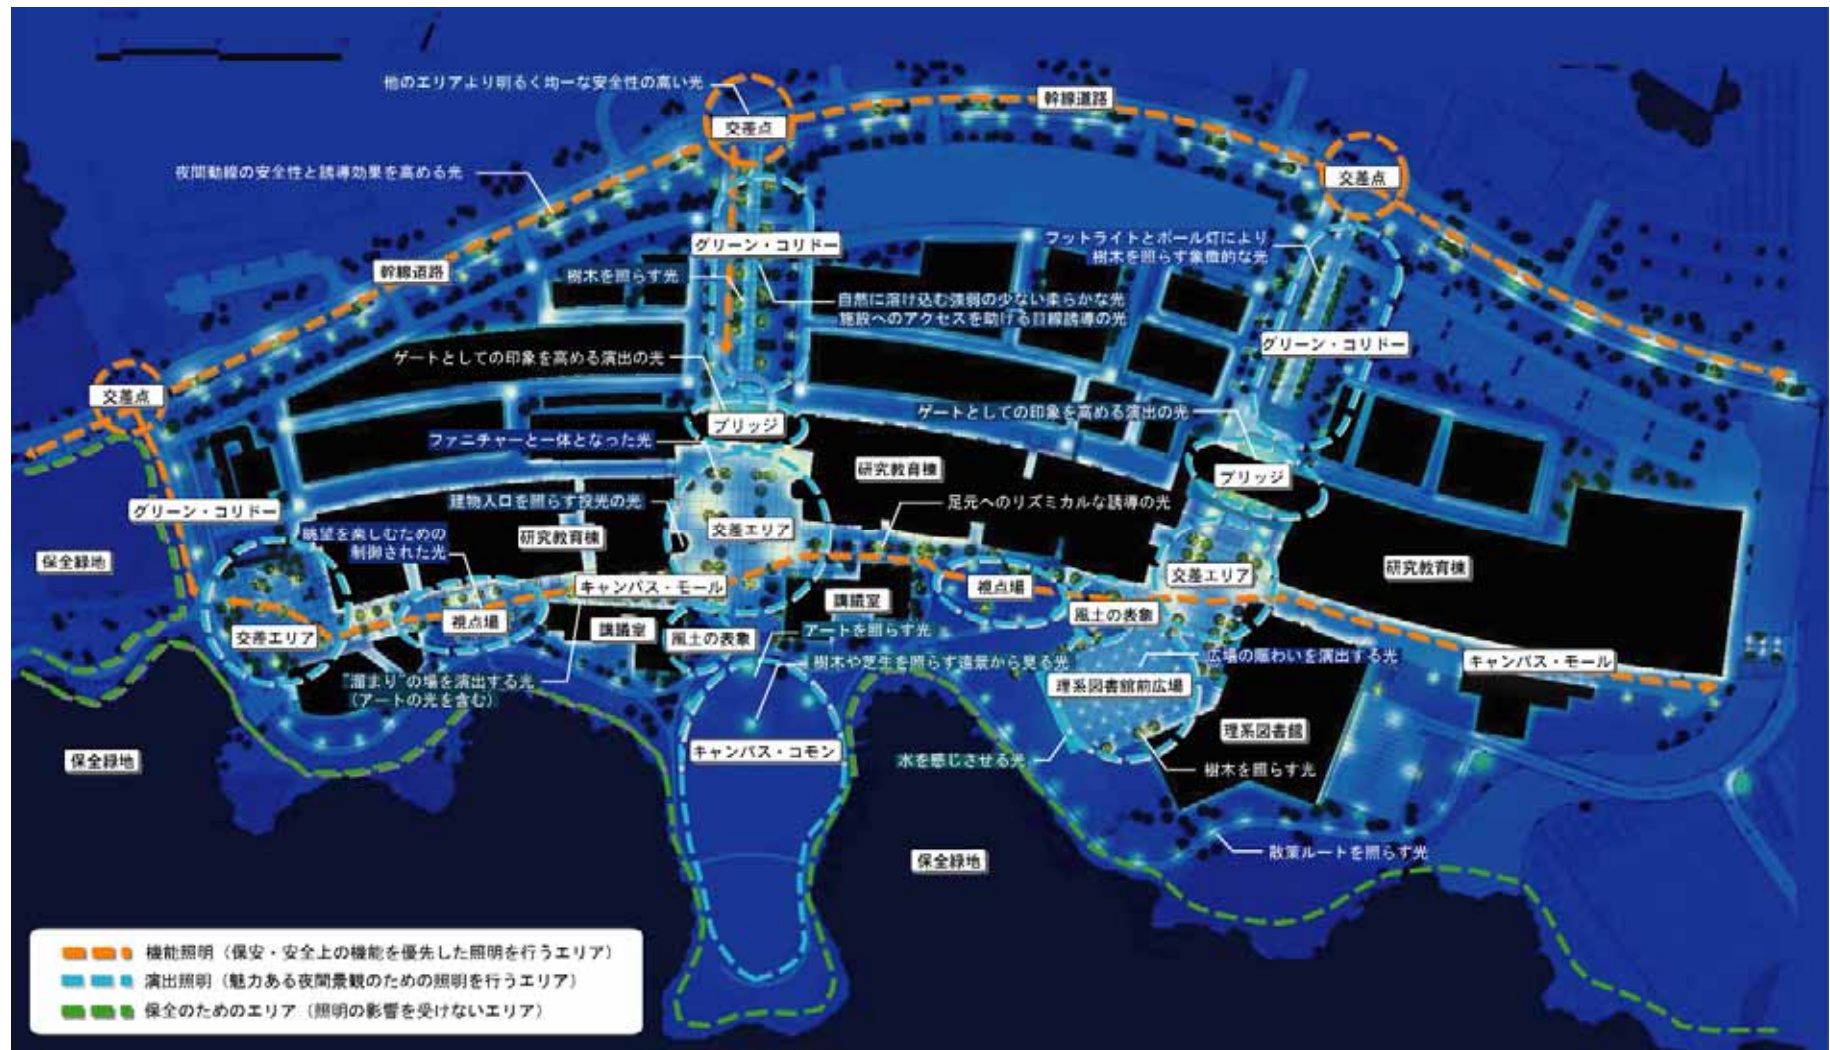 他のエリアより明るく均一な安全性の高い光
幹線道路
交差点
夜間動線の安全性と誘導効果を高める光
交差点
グリーン・コリドー
フットライトとポール灯により
樹木を照らす象徴的な光
幹線道路
樹木を照らす光
自然に溶け込む強弱の少ない柔らかな光
施設へのアクセスを助ける目線誘導の光
グリーン・コリドー
ゲートとしての印象を高める演出の光
交差点
ゲートとしての印象を高める演出の光
ブリッジ
ファニチャーと一体となった光
研究教育棟
ブリッジ
建物入口を照らす投光の光
足元へのリズミカルな誘導の光
グリーン・コリドー
眺望を楽しむための
制御された光
研究教育棟
交差エリア
保全緑地
研究教育棟
交差エリア
キャンパス・モール
視点場
講議室
風土の表象
視点場
講議室
交差エリア
風土の表象
アートを照らす光
樹木や芝生を照らす遠景から見る光
広場の賑わいを演出する光
キャンパス・モール
"溜まり"の場を演出する光
(アートの光を含む)
理系図書館前広場
理系図書館
キャンパス・コモン
保全緑地
水を感じさせる光
樹木を照らす光
保全緑地
散策ルートを照らす光
機能照明（保安・安全上の機能を優先した照明を行うエリア）
演出照明（魅力ある夜間景観のための照明を行うエリア）
保全のためのエリア（照明の影響を受けないエリア）